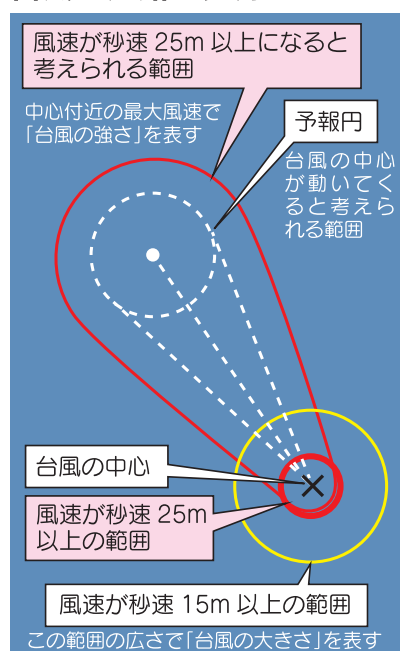 風速が秒速 25m 以上になると
考えられる範囲
中心付近の最大風速で
「台風の強さ」を表す
予報円
台風の中心
が動いてく
ると考えら
れる範囲
台風の中心
風速が秒速 25m
以上の範囲
風速が秒速 15m 以上の範囲
この範囲の広さで「台風の大きさ」を表す